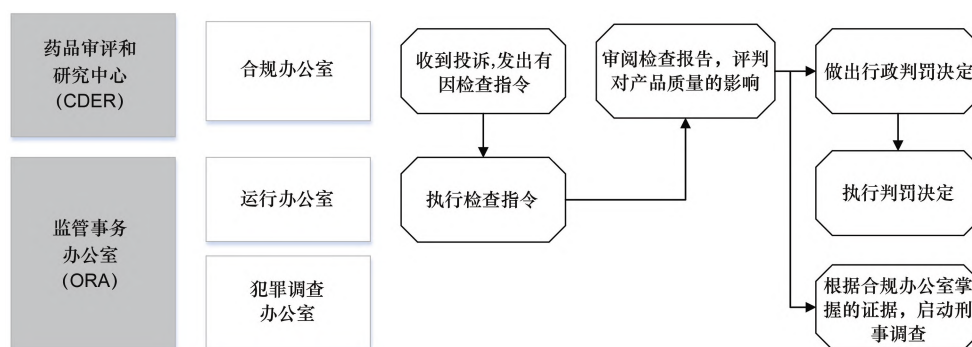 药品审评和
研究中心
(CDER)
合规办公室
收到投诉,发出有
因检查指令
审阅检查报告，评判
对产品质量的影响
做出行政判罚决定
监管事务
办公室
(ORA)
运行办公室
执行检查指令
执行判罚决定
犯罪调查
办公室
根据合规办公室掌
握的证据，启动刑
事调查